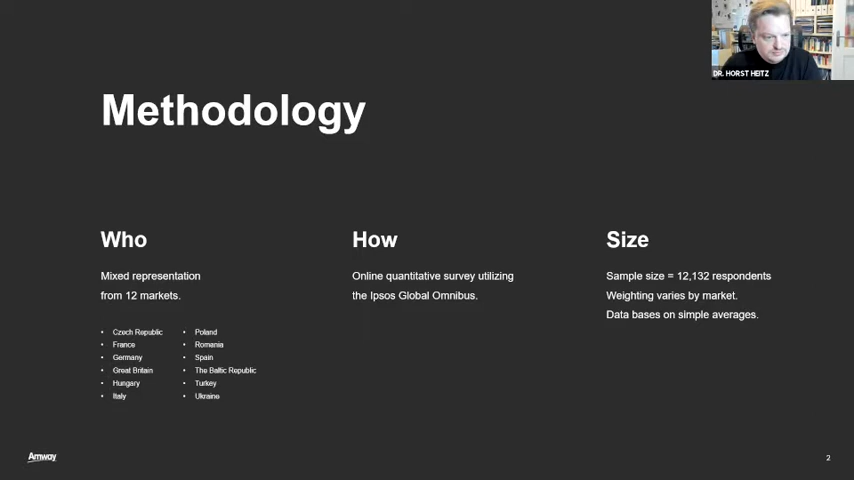 DR. HORST HEITZ
Methodology
Who
Mixed representation
from 12 markets.
• Czech Republic
• France
• Germany
• Great Britain
• Hungary
• Italy
• Poland
• Romania
• Spain
• The Baltic Republic
• Turkey
• Ukraine
How
Online quantitative survey utilizing
the Ipsos Global Omnibus.
Size
Sample size = 12,132 respondents
Weighting varies by market.
Data bases on simple averages.
Amway
2